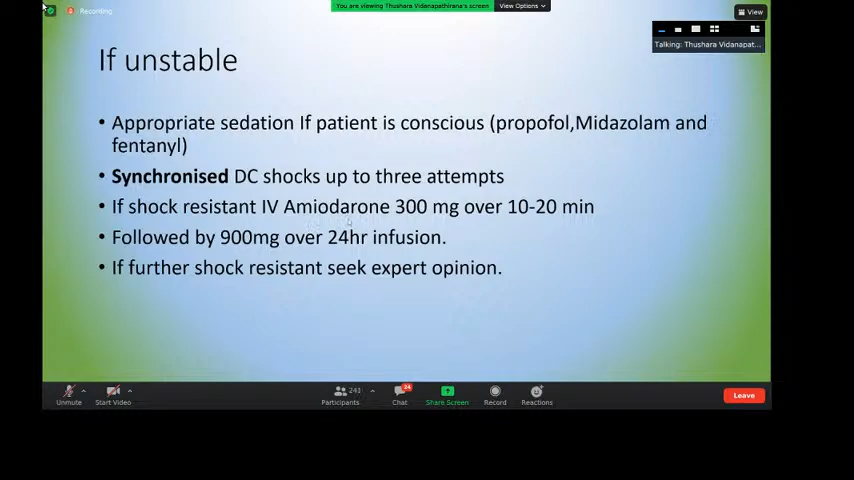 You are viewing Thushara Vidanapathirana's screen
View Options
Recording
View
Talking: Thushara Vidanapat...
If unstable
• Appropriate sedation If patient is conscious (propofol,Midazolam and
fentanyl)
• Synchronised DC shocks up to three attempts
• If shock resistant IV Amiodarone 300 mg over 10-20 min
• Followed by 900mg over 24hr infusion.
• If further shock resistant seek expert opinion.
241
24
Unmute
Start Video
Participants
Chat
Share Screen
Record
Reactions
Leave